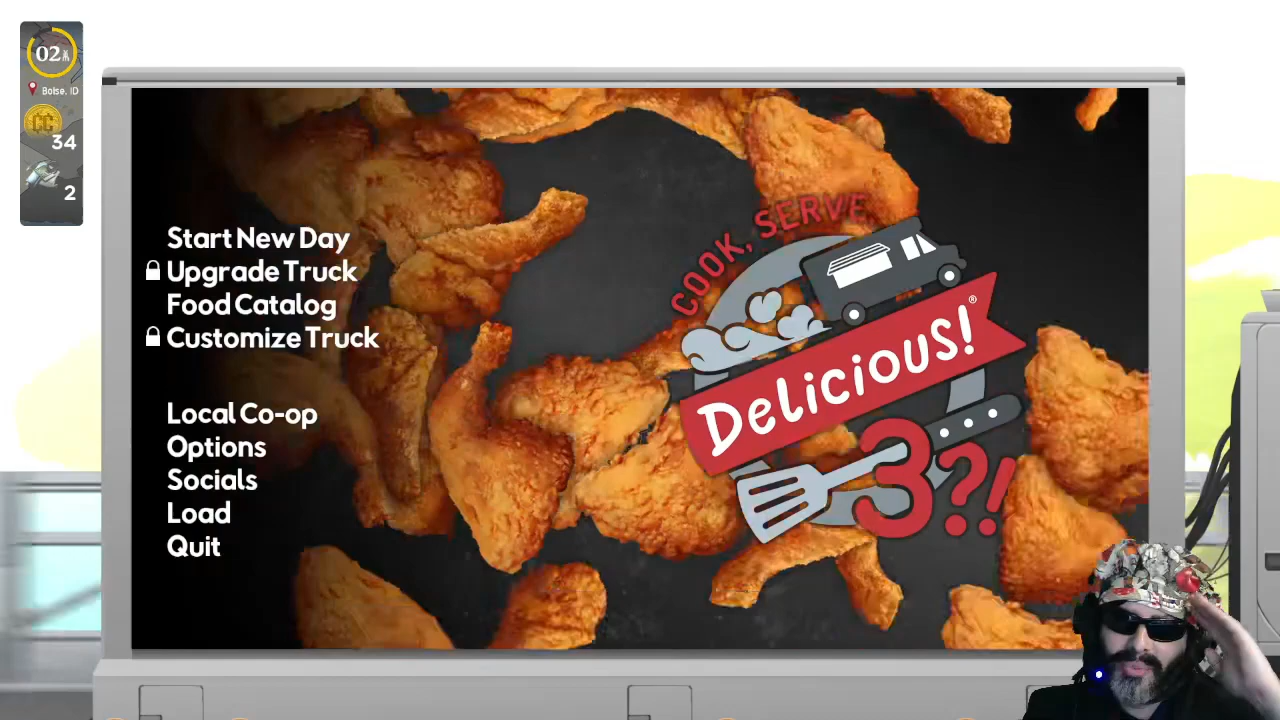 02
Boise, ID
CC
34
2
Start New Day
Upgrade Truck
Food Catalog
Customize Truck
Local Co-op
Options
Socials
Load
Quit
COOK, SERVE
Delicious!®
3?!